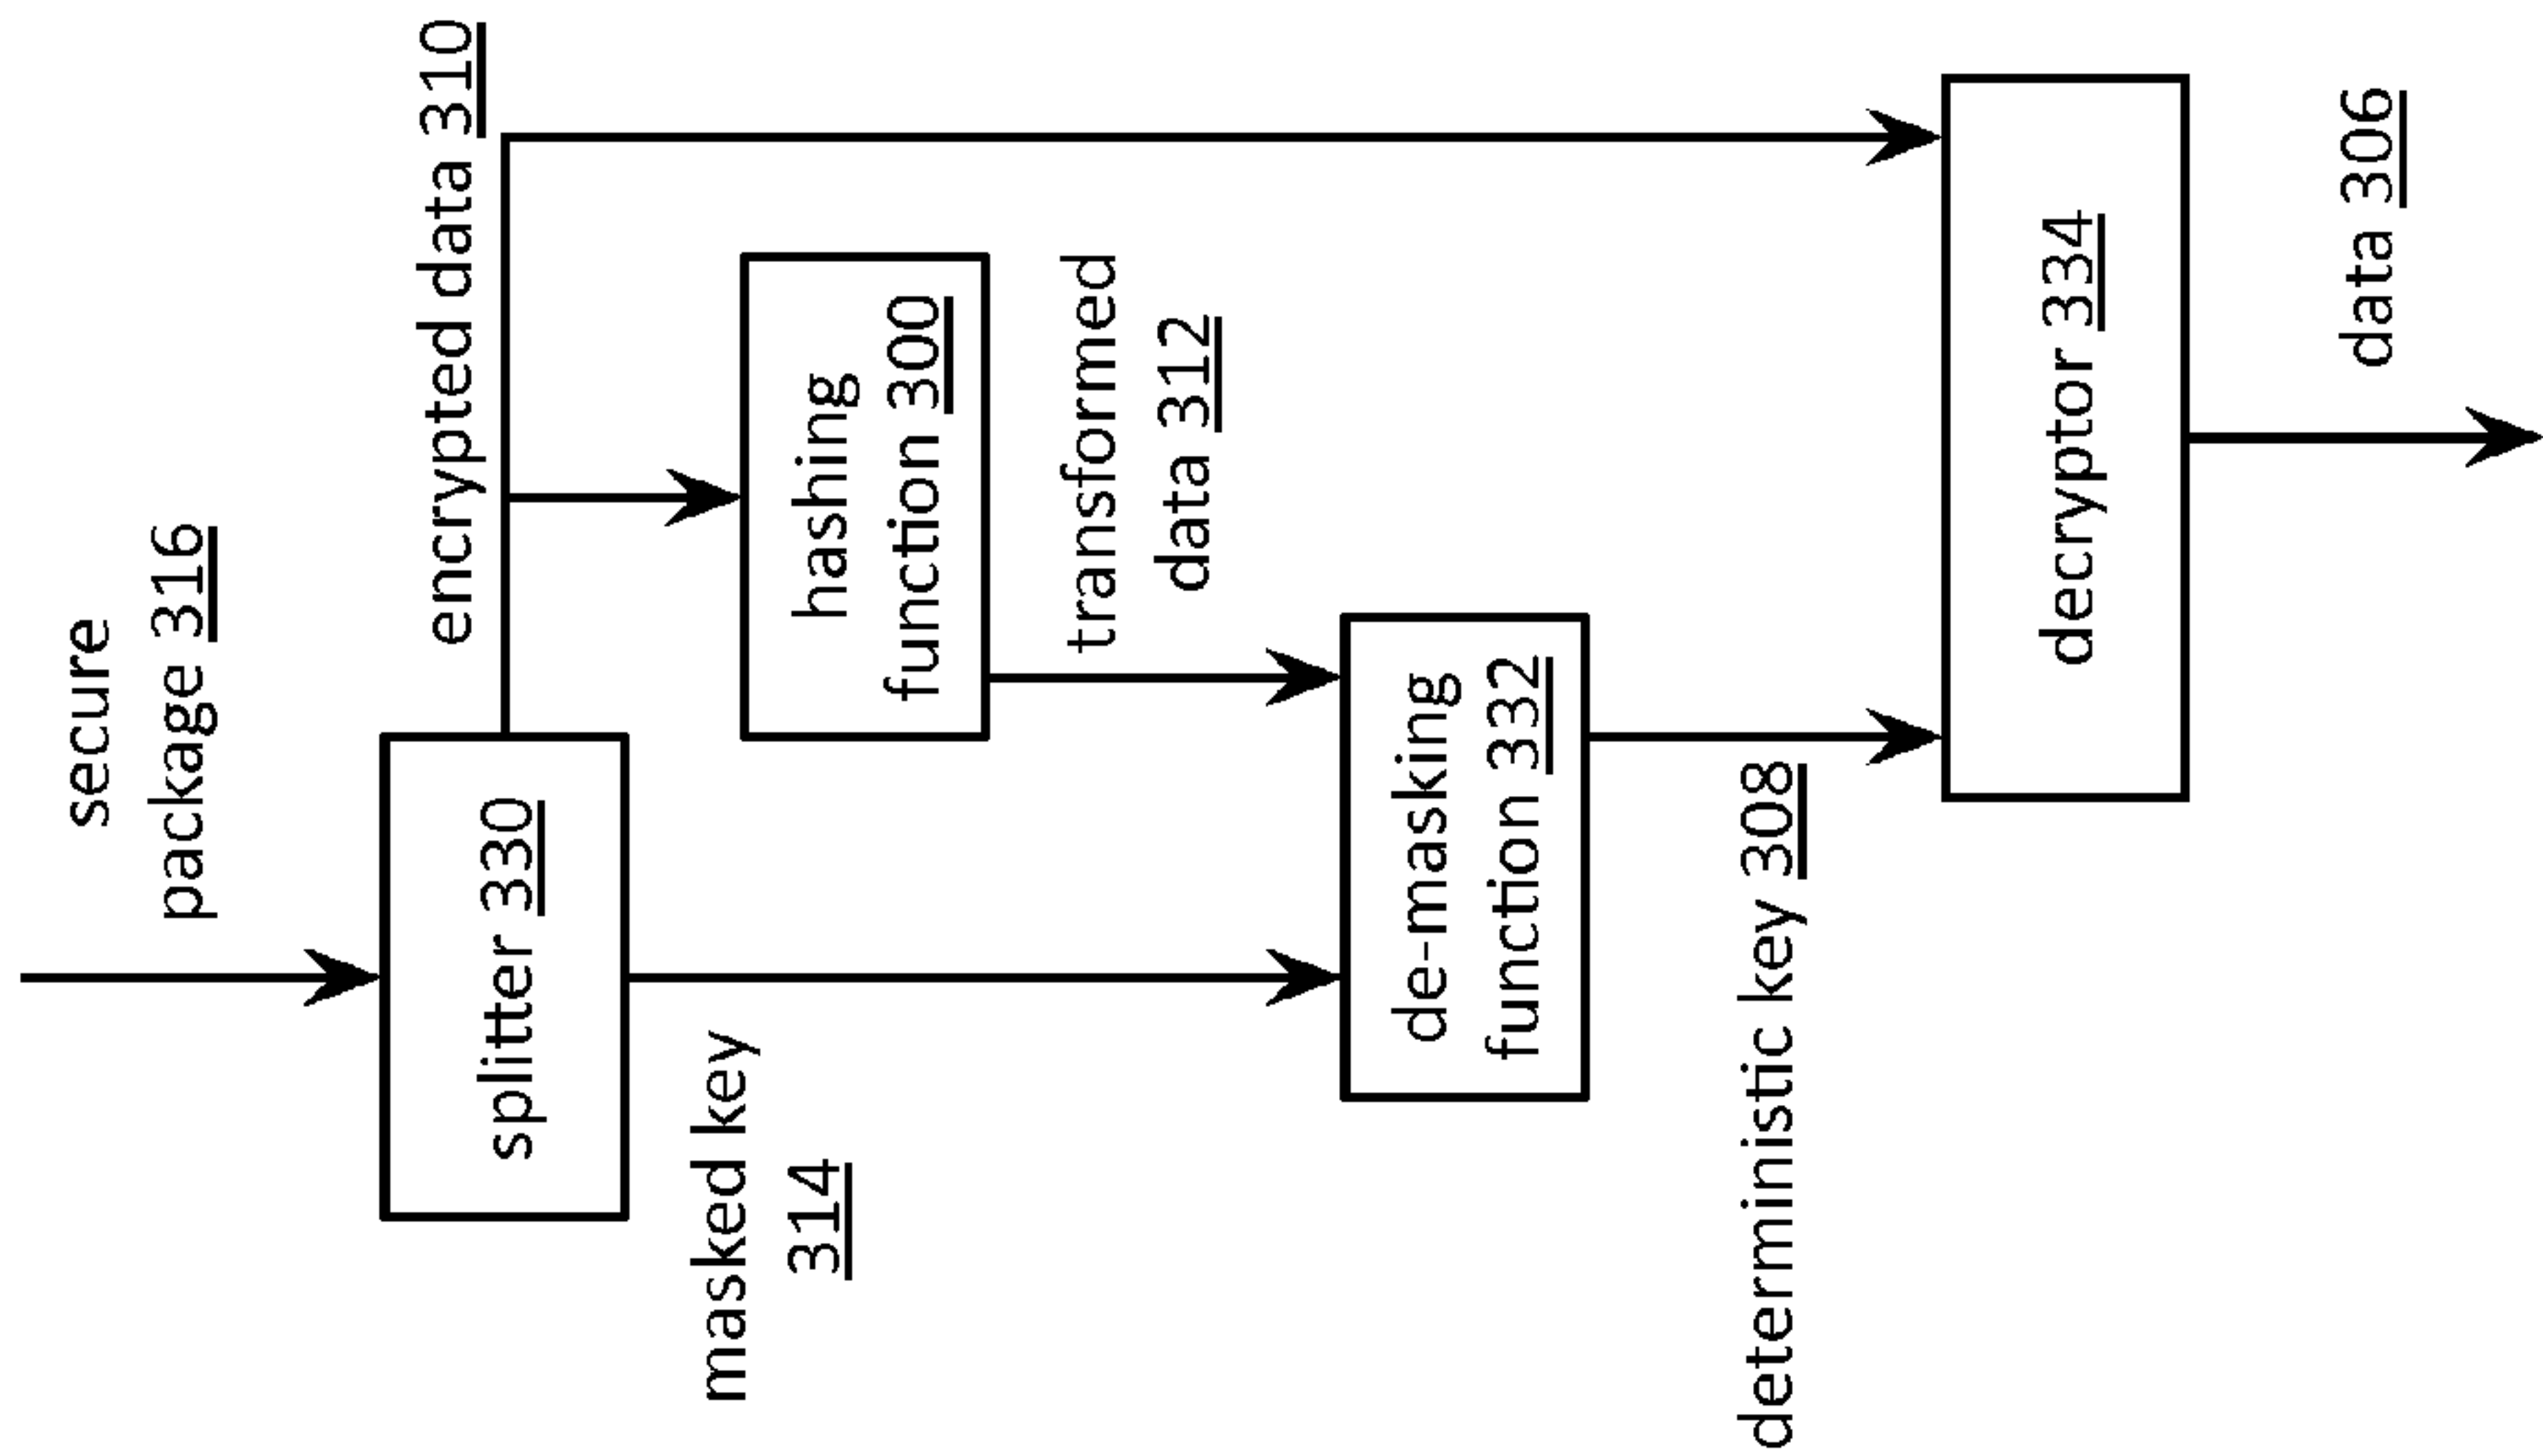 secure
package 316
splitter 330
encrypted data 310
masked key
314
hashing
function 300
transformed
data 312
de-masking
function 332
deterministic key 308
decryptor 334
data 306